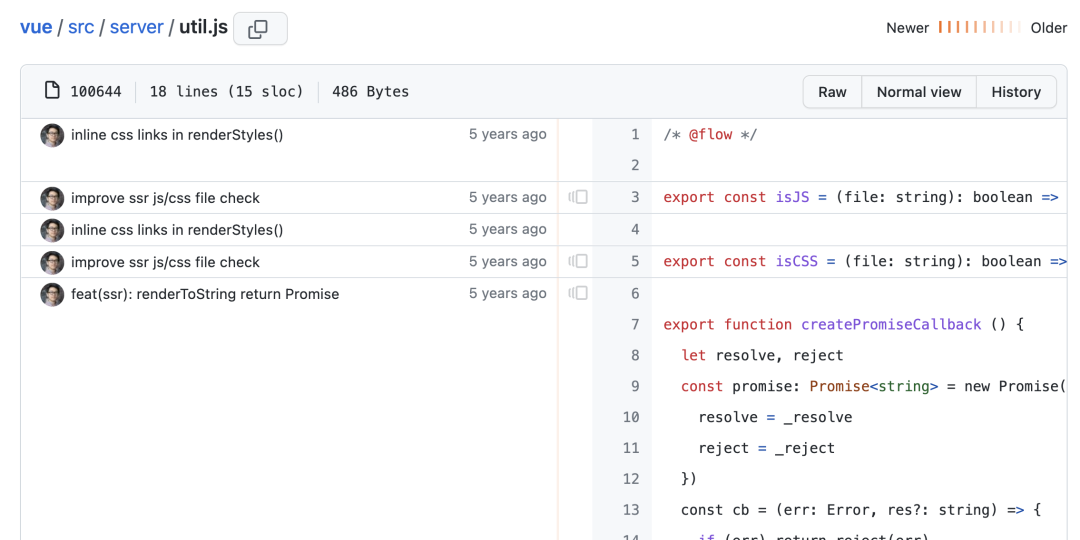 vue / src / server / util.js
Newer Older
100644 18 lines (15 sloc) 486 Bytes Raw Normal view History
inline css links in renderStyles() 5 years ago 1 /* @flow */
2
improve ssr js/css file check 5 years ago 3 export const isJS = (file: string): boolean =>
inline css links in renderStyles() 5 years ago 4
improve ssr js/css file check 5 years ago 5 export const isCSS = (file: string): boolean =>
feat(ssr): renderToString return Promise 5 years ago 6
7 export function createPromiseCallback () {
8 let resolve, reject
9 const promise: Promise<string> = new Promise(
10 resolve = _resolve
11 reject = _reject
12 })
13 const cb = (err: Error, res?: string) => {
14 if (err) return reject(err)